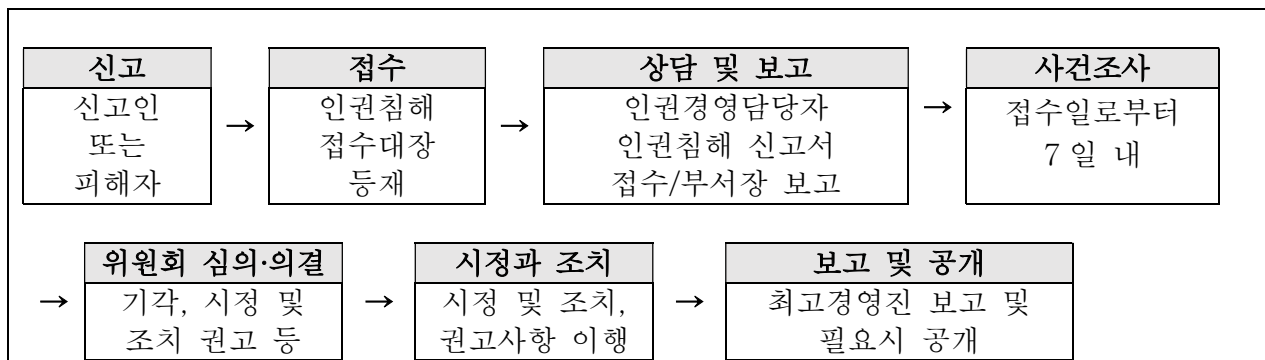 신고
신고인
또는
피해자
→
접수
인권침해
접수대장
등재
→
상담 및 보고
인권경영담당자
인권침해 신고서
접수/부서장 보고
→
사건조사
접수일로부터
7일 내
→
위원회 심의·의결
기각, 시정 및
조치 권고 등
→
시정과 조치
시정 및 조치,
권고사항 이행
→
보고 및 공개
최고경영진 보고 및
필요시 공개